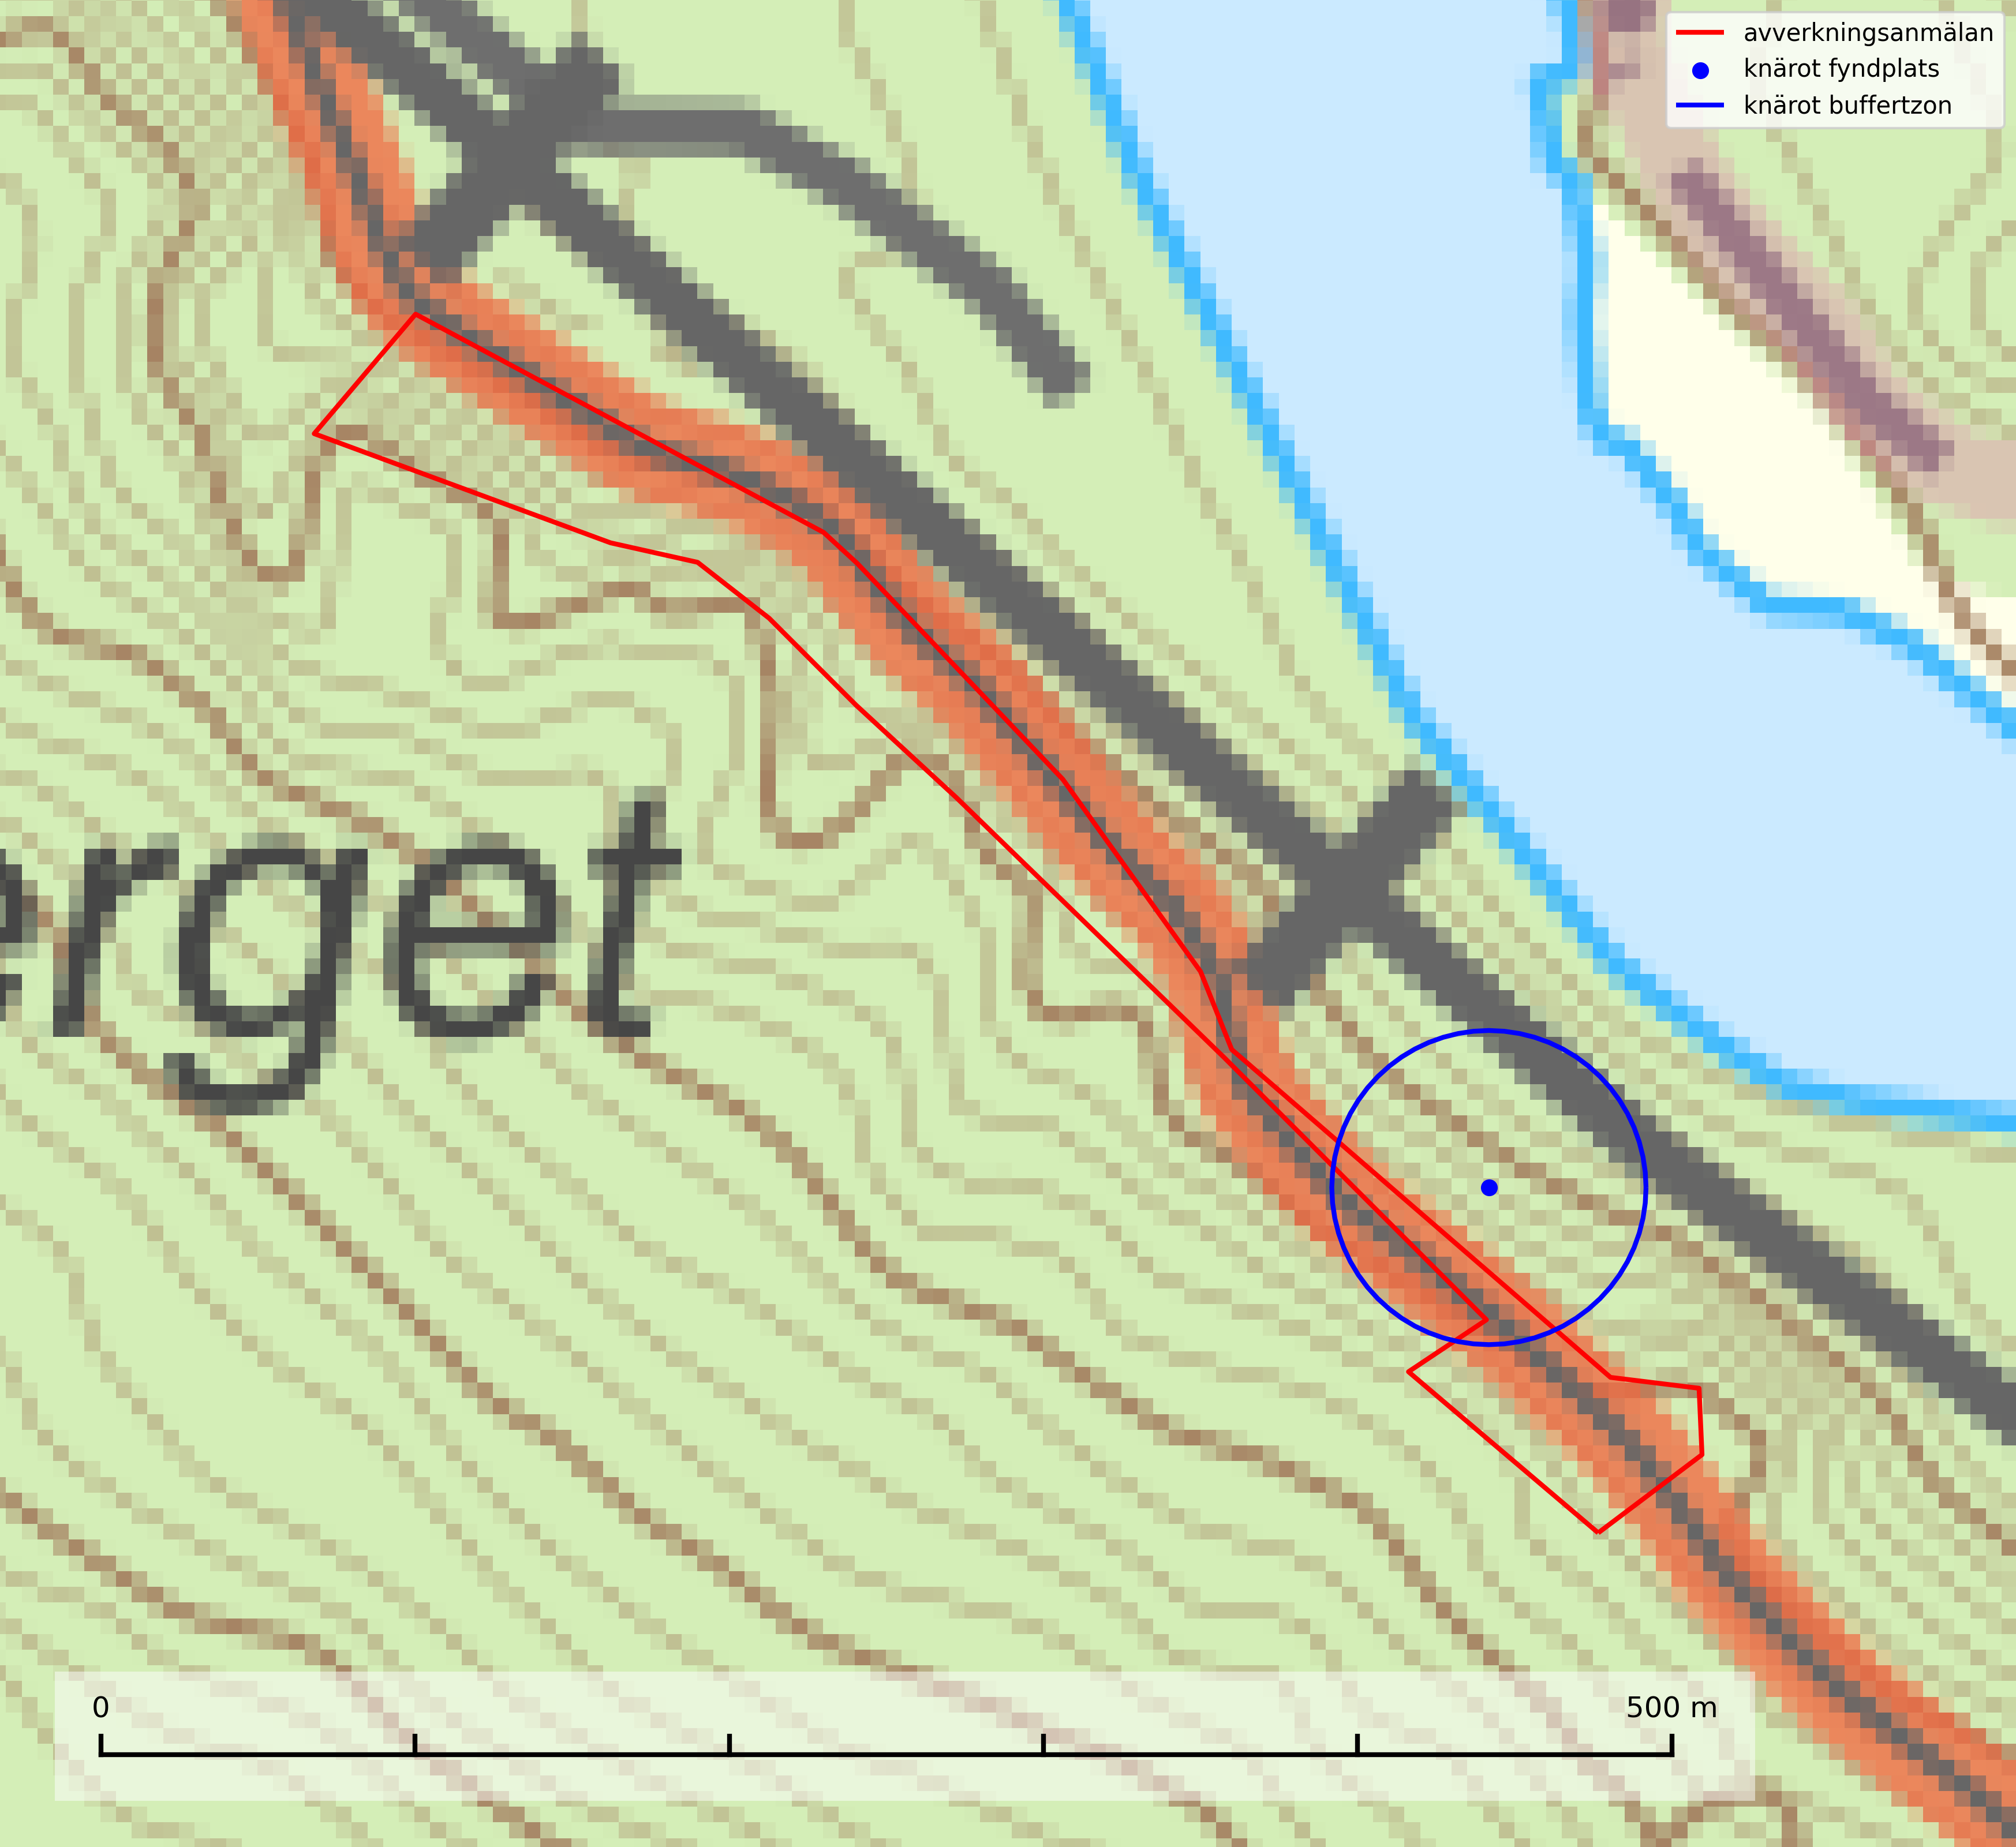 avverkningsanmälan
knärot fyndplats
knärot buffertzon
erget
0 500 m